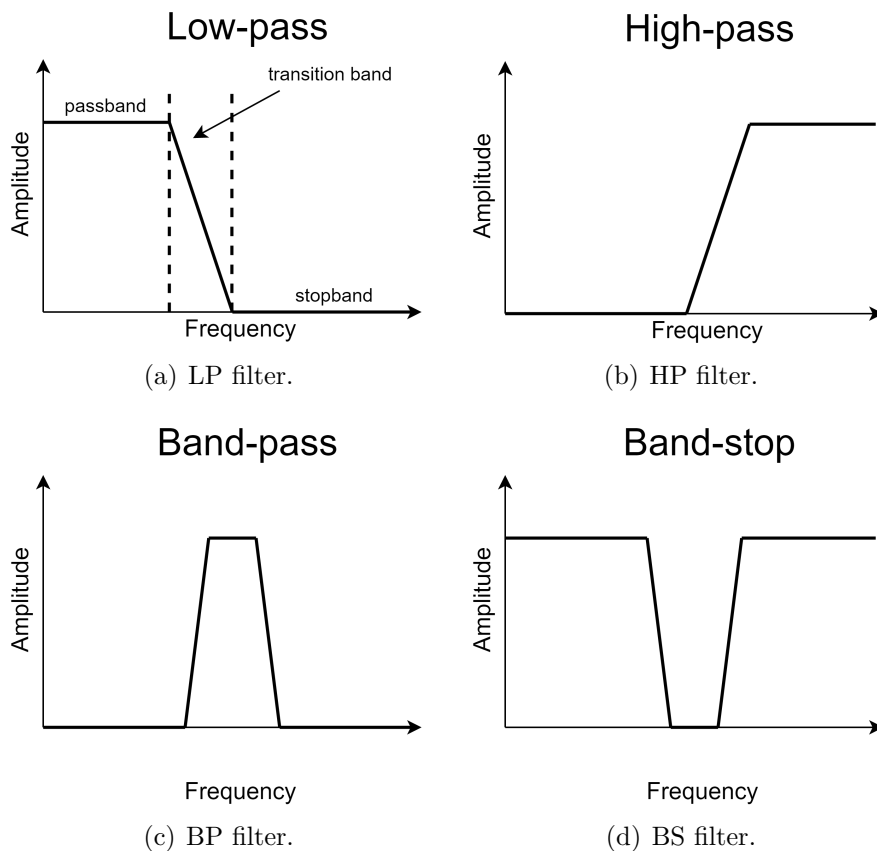 Low-pass
High-pass
transition band
passband
Amplitude
stopband
Frequency
Amplitude
Frequency
(a) LP filter.
(b) HP filter.
Band-pass
Band-stop
Amplitude
Amplitude
Frequency
Frequency
(c) BP filter.
(d) BS filter.